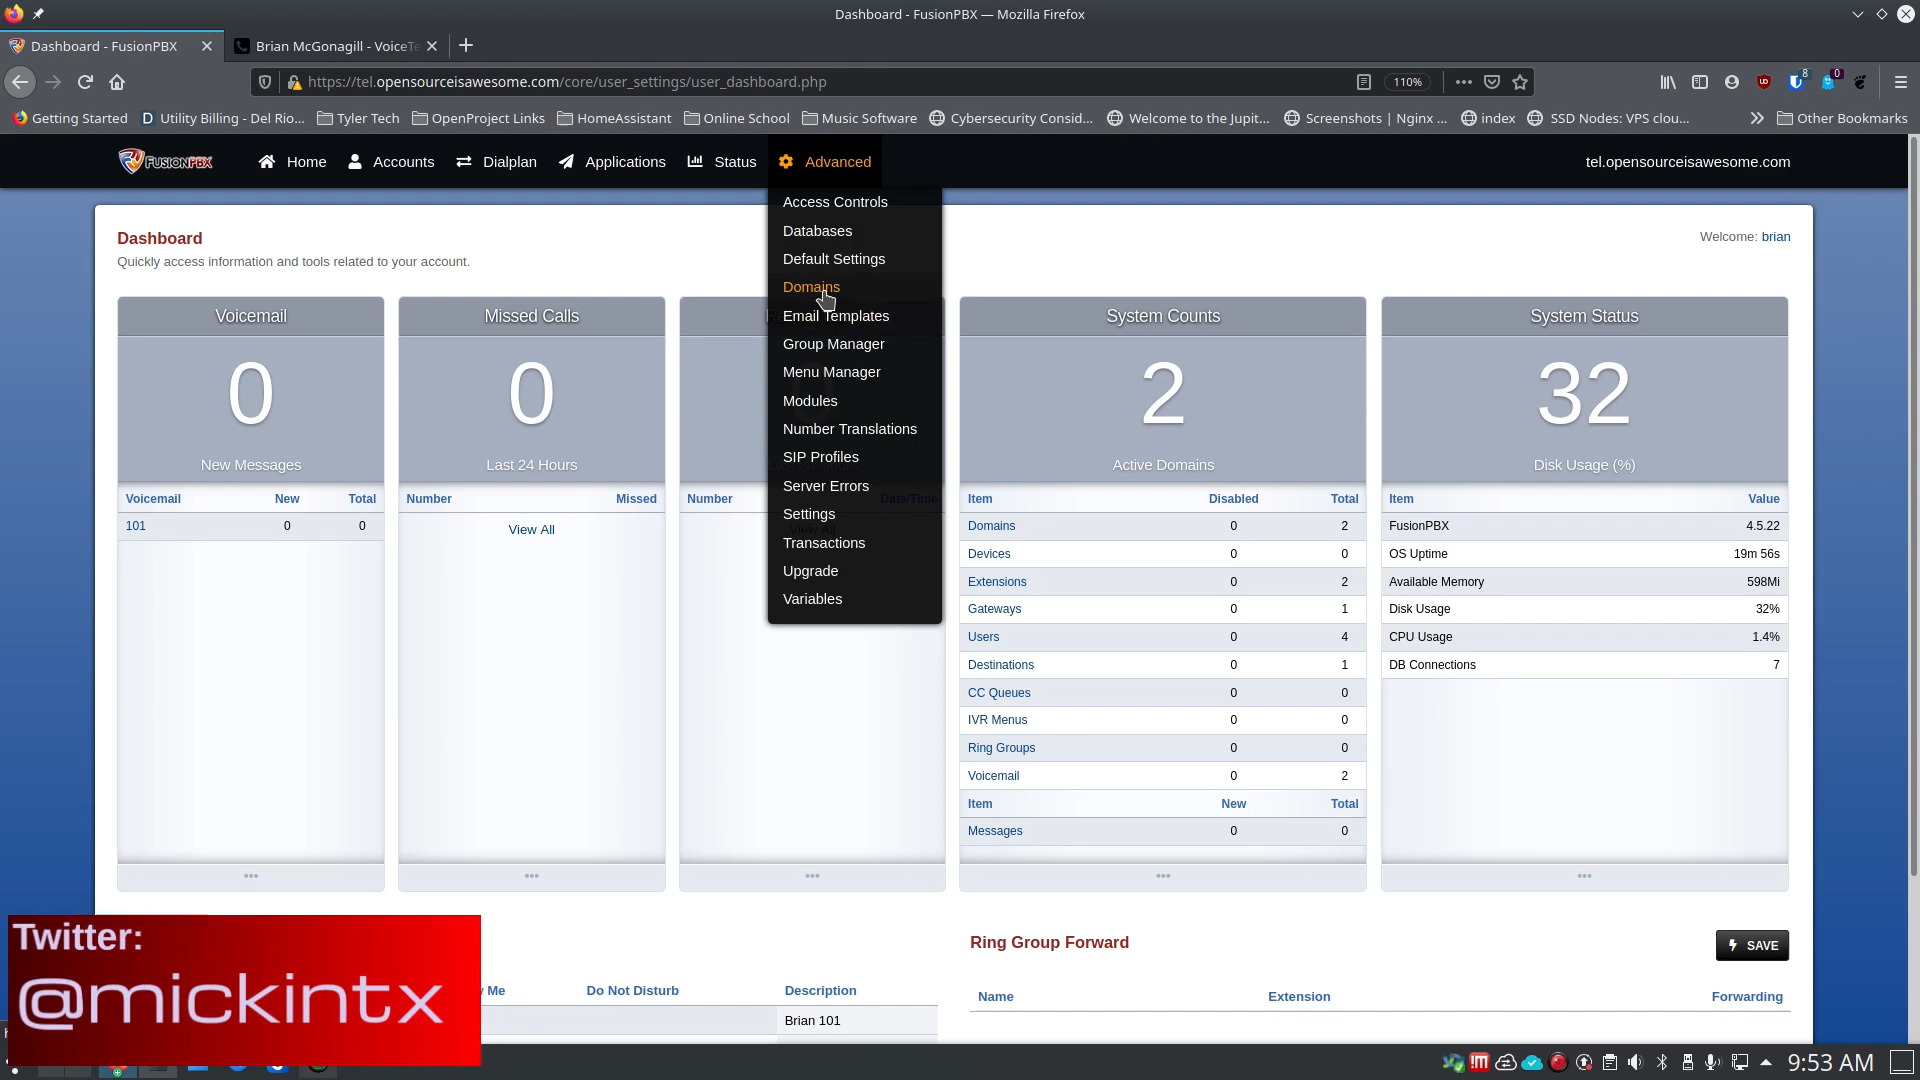 Dashboard - FusionPBX — Mozilla Firefox
Dashboard - FusionPBX
Brian McGonagill - VoiceTe
https://tel.opensourceisawesome.com/core/user_settings/user_dashboard.php
110%
8
0
Getting Started
Utility Billing - Del Rio...
Tyler Tech
OpenProject Links
HomeAssistant
Online School
Music Software
Cybersecurity Consid...
Welcome to the Jupit...
Screenshots | Nginx ...
index
SSD Nodes: VPS clou...
Other Bookmarks
FUSIONPBX
Home
Accounts
Dialplan
Applications
Status
Advanced
tel.opensourceisawesome.com
Access Controls
Databases
Default Settings
Domains
Email Templates
Group Manager
Menu Manager
Modules
Number Translations
SIP Profiles
Server Errors
Settings
Transactions
Upgrade
Variables
Dashboard
Welcome: brian
Quickly access information and tools related to your account.
Voicemail
0
New Messages
Voicemail New Total
101 0 0
Missed Calls
0
Last 24 Hours
Number Missed
View All
0
Number Date/Time
View All
System Counts
2
Active Domains
Item Disabled Total
Domains 0 2
Devices 0 0
Extensions 0 2
Gateways 0 1
Users 0 4
Destinations 0 1
CC Queues 0 0
IVR Menus 0 0
Ring Groups 0 0
Voicemail 0 2
Item New Total
Messages 0 0
System Status
32
Disk Usage (%)
Item Value
FusionPBX 4.5.22
OS Uptime 19m 56s
Available Memory 598Mi
Disk Usage 32%
CPU Usage 1.4%
DB Connections 7
Me Do Not Disturb Description
Brian 101
Ring Group Forward
SAVE
Name Extension Forwarding
Twitter:
@mickintx
9:53 AM